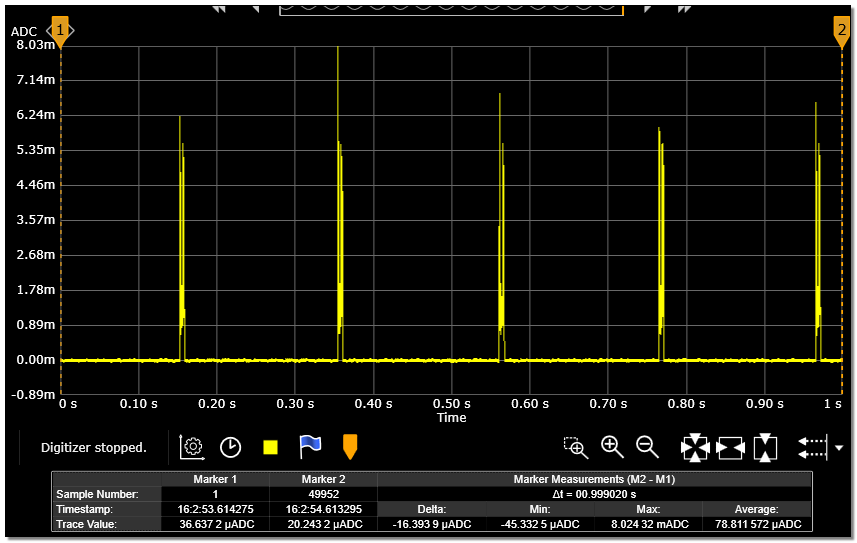 ADC 1 2
8.03m
7.14m
6.24m
5.35m
4.46m
3.57m
2.68m
1.78m
0.89m
0.00m
-0.89m
0 s 0.10 s 0.20 s 0.30 s 0.40 s 0.50 s 0.60 s 0.70 s 0.80 s 0.90 s 1 s
Time
Digitizer stopped.
Marker 1 Marker 2 Marker Measurements (M2 - M1)
Sample Number: 1 49952 Δt = 00.999020 s
Timestamp: 16:2:53.614275 16:2:54.613295 Delta: Min: Max: Average:
Trace Value: 36.637 2 µADC 20.243 2 µADC -16.393 9 µADC -45.332 5 µADC 8.024 32 mADC 78.811 572 µADC